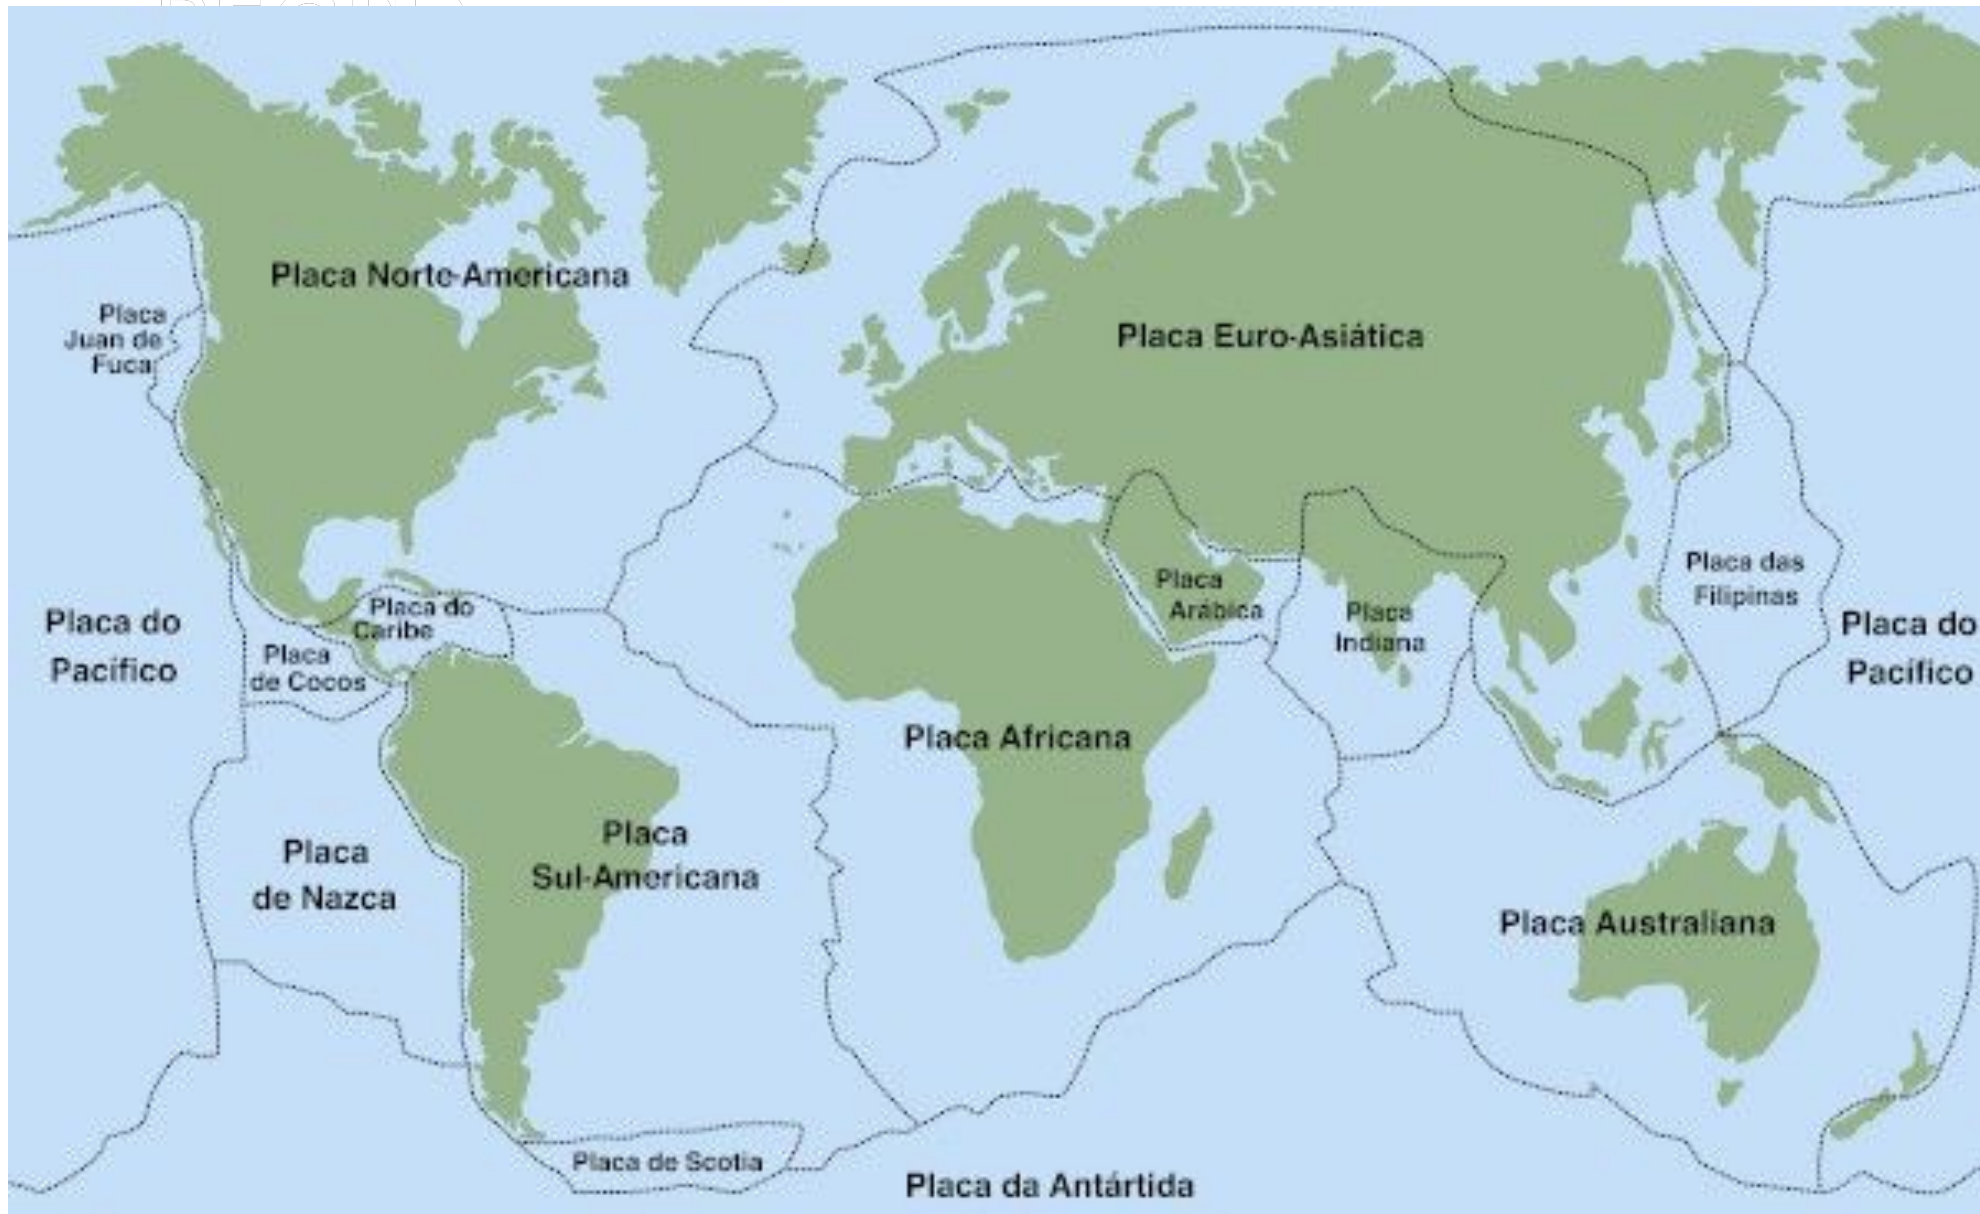 Placa Norte-Americana
Placa
Juan de
Fuca
Placa Euro-Asiática
Placa das
Filipinas
Placa
Arábica
Placa
Indiana
Placa do
Caribe
Placa do
Pacífico
Placa do
Pacífico
Placa
de Cocos
Placa Africana
Placa
Sul-Americana
Placa
de Nazca
Placa Australiana
Placa de Scotia
Placa da Antártida